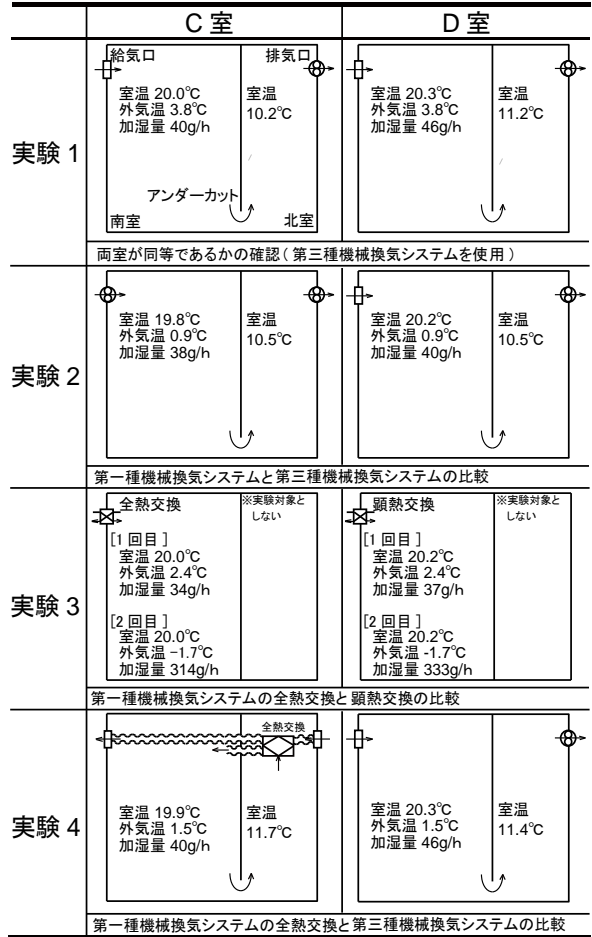 C 室
D 室
実験 1
給気口
排気口
室温 20.0℃
外気温 3.8℃
加湿量 40g/h
室温
10.2℃
アンダーカット
南室
北室
室温 20.3℃
外気温 3.8℃
加湿量 46g/h
室温
11.2℃
両室が同等であるかの確認（第三種機械換気システムを使用）
実験 2
室温 19.8℃
外気温 0.9℃
加湿量 38g/h
室温
10.5℃
室温 20.2℃
外気温 0.9℃
加湿量 40g/h
室温
10.5℃
第一種機械換気システムと第三種機械換気システムの比較
実験 3
全熱交換
※実験対象と
しない
[1 回目]
室温 20.0℃
外気温 2.4℃
加湿量 34g/h
[2 回目]
室温 20.0℃
外気温 -1.7℃
加湿量 314g/h
顕熱交換
※実験対象と
しない
[1 回目]
室温 20.2℃
外気温 2.4℃
加湿量 37g/h
[2 回目]
室温 20.2℃
外気温 -1.7℃
加湿量 333g/h
第一種機械換気システムの全熱交換と顕熱交換の比較
実験 4
全熱交換
室温 19.9℃
外気温 1.5℃
加湿量 40g/h
室温
11.7℃
室温 20.3℃
外気温 1.5℃
加湿量 46g/h
室温
11.4℃
第一種機械換気システムの全熱交換と第三種機械換気システムの比較